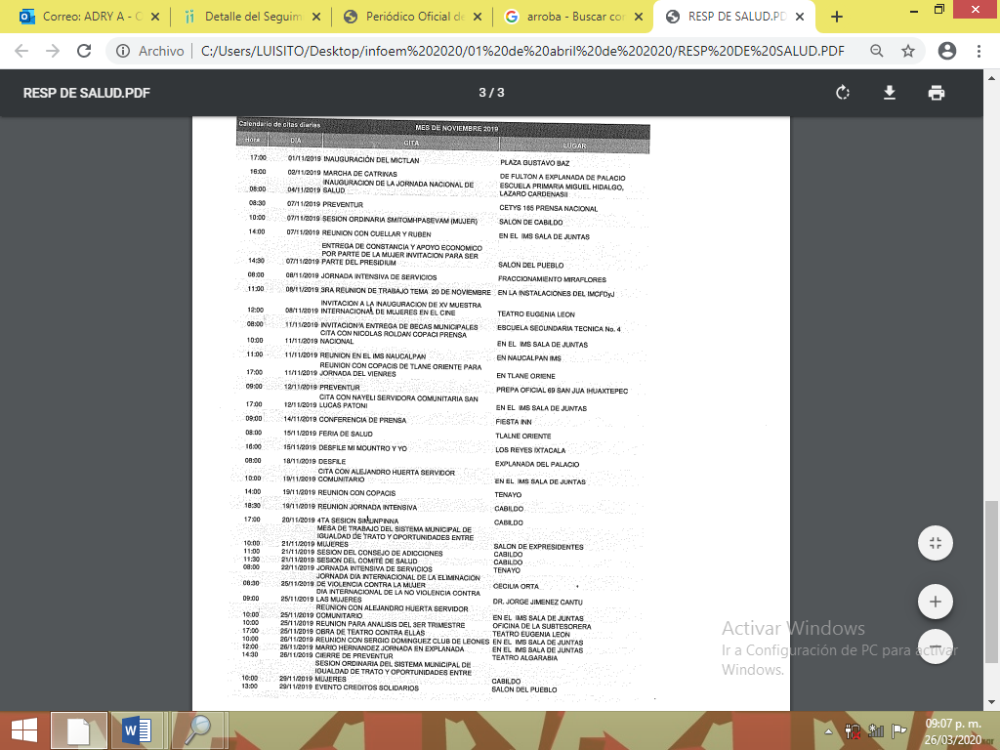 Correo: ADRY A - C
Detalle del Seguim
Periódico Oficial de
arroba - Buscar con
RESP DE SALUD.PD
Archivo
C:/Users/LUISITO/Desktop/infoem%202020/01%20de%20abril%20de%202020/RESP%20DE%20SALUD.PDF
RESP DE SALUD.PDF
3 / 3
Calendario de citas diarias MES DE NOVIEMBRE 2019
Hora DIA CITA LUGAR
17:00 01/11/2019 INAUGURACIÓN DEL MICTLAN PLAZA GUSTAVO BAZ
16:00 02/11/2019 MARCHA DE CATRINAS DE FULTON A EXPLANADA DE PALACIO
INAUGURACION DE LA JORNADA NACIONAL DE ESCUELA PRIMARIA MIGUEL HIDALGO,
08:00 04/11/2019 SALUD LAZARO CARDENASII
08:30 07/11/2019 PREVENTUR CETYS 165 PRENSA NACIONAL
10:00 07/11/2019 SESION ORDINARIA SMITOMHPASEVAM (MUJER) SALON DE CABILDO
14:00 07/11/2019 REUNION CON CUELLAR Y RUBEN EN EL IMS SALA DE JUNTAS
ENTREGA DE CONSTANCIA Y APOYO ECONOMICO
POR PARTE DE LA MUJER INVITACION PARA SER
14:30 07/11/2019 PARTE DEL PRESIDIUM SALON DEL PUEBLO
08:00 08/11/2019 JORNADA INTENSIVA DE SERVICIOS FRACCIONAMIENTO MIRAFLORES
11:00 08/11/2019 3RA REUNION DE TRABAJO TEMA 20 DE NOVIEMBRE EN LA INSTALACIONES DEL IMCFDyJ
INVITACION A LA INAUGURACION DE XV MUESTRA
12:00 08/11/2019 INTERNACIONAL DE MUJERES EN EL CINE TEATRO EUGENIA LEON
08:00 11/11/2019 INVITACION A ENTREGA DE BECAS MUNICIPALES ESCUELA SECUNDARIA TECNICA No. 4
CITA CON NICOLAS ROLDAN COPACI PRENSA
10:00 11/11/2019 NACIONAL EN EL IMS SALA DE JUNTAS
11:00 11/11/2019 REUNION EN EL IMS NAUCALPAN EN NAUCALPAN IMS
REUNION CON COPACIS DE TLANE ORIENTE PARA
17:00 11/11/2019 JORNADA DEL VIENRES EN TLANE ORIENE
09:00 12/11/2019 PREVENTUR PREPA OFICIAL 69 SAN JUA IHUAXTEPEC
CITA CON NAYELI SERVIDORA COMUNITARIA SAN
17:00 12/11/2019 LUCAS PATONI EN EL IMS SALA DE JUNTAS
09:00 14/11/2019 CONFERENCIA DE PRENSA FIESTA INN
08:00 15/11/2019 FERIA DE SALUD TLALNE ORIENTE
16:00 15/11/2019 DESFILE MI MOUNTRO Y YO LOS REYES IXTACALA
08:00 18/11/2019 DESFILE EXPLANADA DEL PALACIO
CITA CON ALEJANDRO HUERTA SERVIDOR
10:00 19/11/2019 COMUNITARIO EN EL IMS SALA DE JUNTAS
14:00 19/11/2019 REUNION CON COPACIS TENAYO
18:30 19/11/2019 REUNION JORNADA INTENSIVA CABILDO
17:00 20/11/2019 4TA SESION SIMUNPINNA CABILDO
MESA DE TRABAJO DEL SISTEMA MUNICIPAL DE
IGUALDAD DE TRATO Y OPORTUNIDADES ENTRE
10:00 21/11/2019 MUJERES SALON DE EXPRESIDENTES
11:00 21/11/2019 SESION DEL CONSEJO DE ADICCIONES CABILDO
11:30 21/11/2019 SESION DEL COMITÉ DE SALUD CABILDO
08:00 22/11/2019 JORNADA INTENSIVA DE SERVICIOS TENAYO
JORNADA DIA INTERNACIONAL DE LA ELIMINACION
08:30 25/11/2019 DE VIOLENCIA CONTRA LA MUJER CECILIA ORTA
DIA INTERNACIONAL DE LA NO VIOLENCIA CONTRA
09:00 25/11/2019 LAS MUJERES DR. JORGE JIMENEZ CANTU
REUNION CON ALEJANDRO HUERTA SERVIDOR
10:00 25/11/2019 COMUNITARIO EN EL IMS SALA DE JUNTAS
10:00 25/11/2019 REUNION PARA ANALISIS DEL 3ER TRIMESTRE OFICINA DE LA SUBTESORERA
17:00 25/11/2019 OBRA DE TEATRO CONTRA ELLAS TEATRO EUGENIA LEON
10:00 26/11/2019 REUNION CON SERGIO DOMINGUEZ CLUB DE LEONES EN EL IMS SALA DE JUNTAS
12:00 26/11/2019 MARIO HERNANDEZ JORNADA EN EXPLANADA EN EL IMS SALA DE JUNTAS
14:30 26/11/2019 CIERRE DE PREVENTUR TEATRO ALGARABIA
SESION ORDINARIA DEL SISTEMA MUNICIPAL DE
IGUALDAD DE TRATO Y OPORTUNIDADES ENTRE
10:00 29/11/2019 MUJERES CABILDO
13:00 29/11/2019 EVENTO CREDITOS SOLIDARIOS SALON DEL PUEBLO
Activar Windows
Ir a Configuración de PC para activar
Windows.
09:07 p. m.
26/03/2020